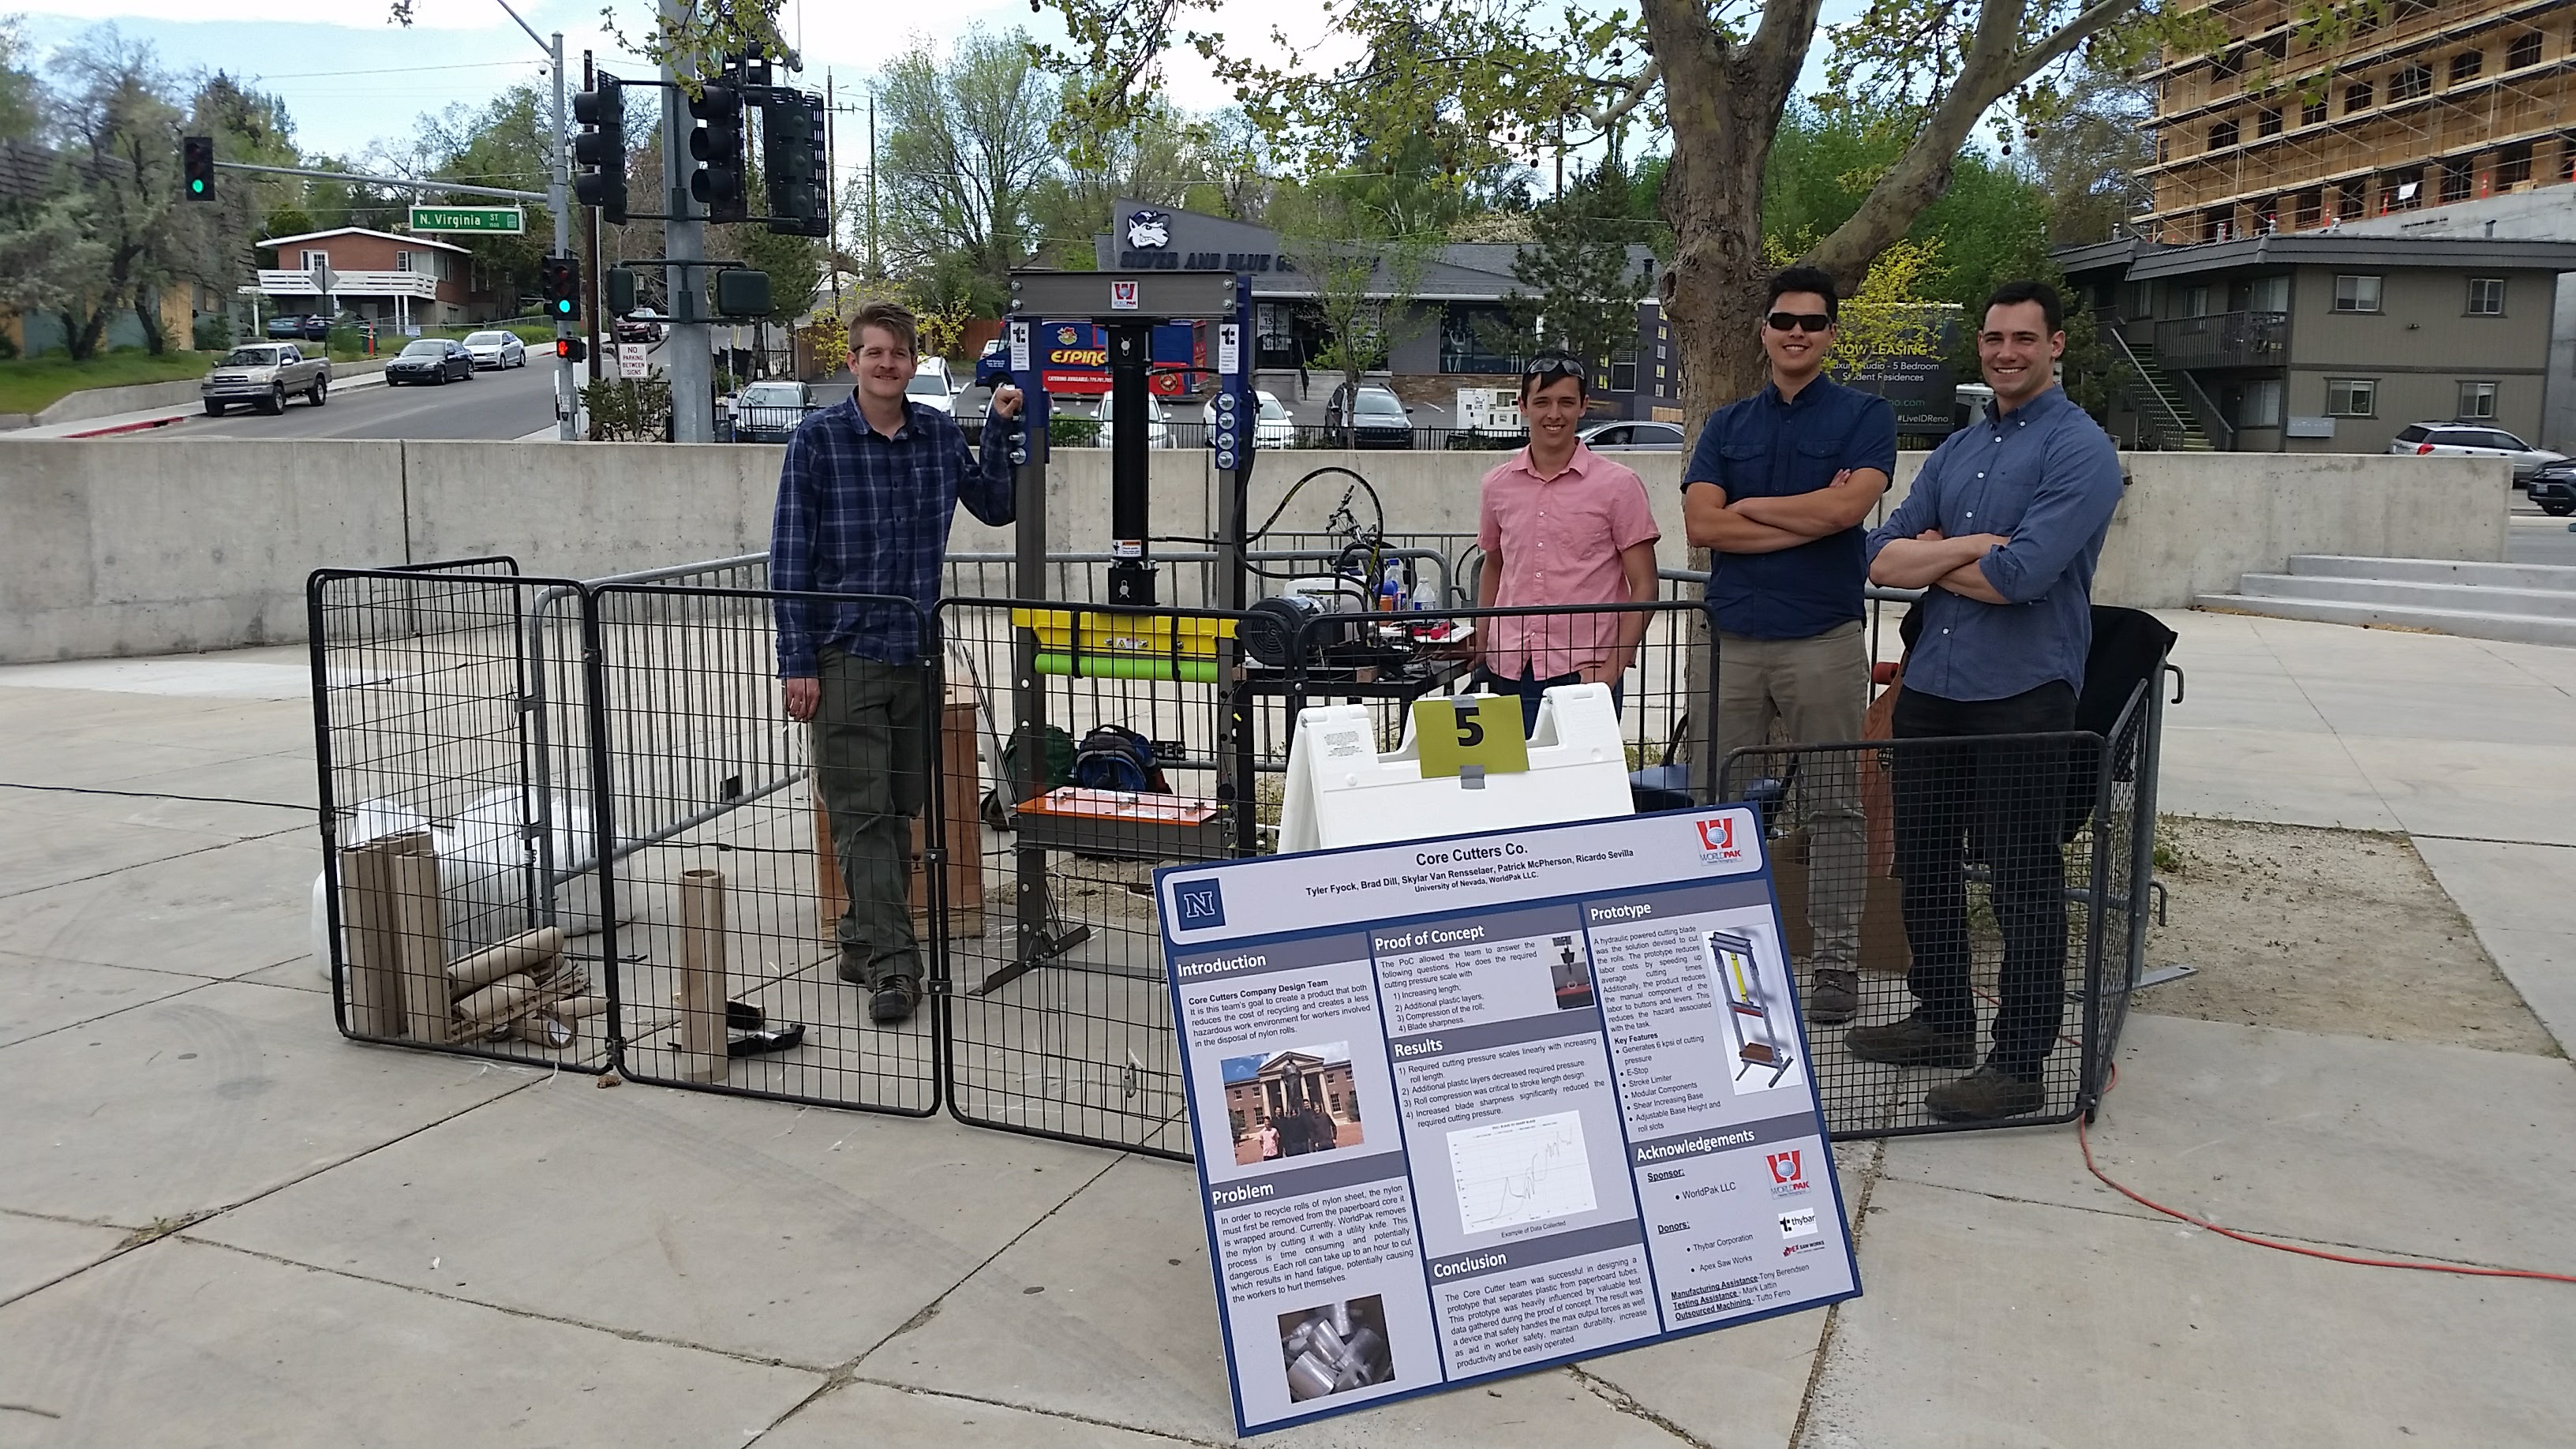 N. Virginia ST
SILVER AND BLUE
NO
PARKING
BETWEEN
SIGNS
WORLDPAK
ESPINO
NOW LEASING
Studio - 5 Bedroom
Student Residences
#LiveIDReno
5
Core Cutters Co.
Tyler Fyock, Brad Dill, Skylar Van Rensselaer, Patrick McPherson, Ricardo Sevilla
University of Nevada, WorldPak LLC.
N
WORLDPAK
Introduction
Core Cutters Company Design Team
It is this team's goal to create a product that both
reduces the cost of recycling and creates a less
hazardous work environment for workers involved
in the disposal of nylon rolls.
Problem
In order to recycle rolls of nylon sheet, the nylon
must first be removed from the paperboard core it
is wrapped around. Currently, WorldPak removes
the nylon by cutting it with a utility knife. This
process is time consuming and potentially
dangerous. Each roll can take up to an hour to cut
which results in hand fatigue, potentially causing
the workers to hurt themselves.
Proof of Concept
The PoC allowed the team to answer the
following questions. How does the required
cutting pressure scale with
1) Increasing length,
2) Additional plastic layers,
3) Compression of the roll,
4) Blade sharpness.
Results
1) Required cutting pressure scales linearly with increasing
roll length.
2) Additional plastic layers decreased required pressure.
3) Roll compression was critical to stroke length design.
4) Increased blade sharpness significantly reduced the
required cutting pressure.
Example of Data Collected
Conclusion
The Core Cutter team was successful in designing a
prototype that separates plastic from paperboard tubes.
This prototype was heavily influenced by valuable test
data gathered during the proof of concept. The result was
a device that safely handles the max output forces as well
as aid in worker safety, maintain durability, increase
productivity and be easily operated.
Prototype
A hydraulic powered cutting blade
was the solution devised to cut
the rolls. The prototype reduces
labor costs by speeding up
average cutting times.
Additionally, the product reduces
the manual component of the
labor to buttons and levers. This
reduces the hazard associated
with the task.
Key Features
• Generates 6 kpsi of cutting
pressure
• E-Stop
• Stroke Limiter
• Modular Components
• Shear Increasing Base
• Adjustable Base Height and
roll slots
Acknowledgements
Sponsor:
• WorldPak LLC
WORLDPAK
Donors:
thybar
• Thybar Corporation
• Apex Saw Works
Manufacturing Assistance-Tony Berendsen
Testing Assistance - Mark Lattin
Outsourced Machining - Tutto Ferro